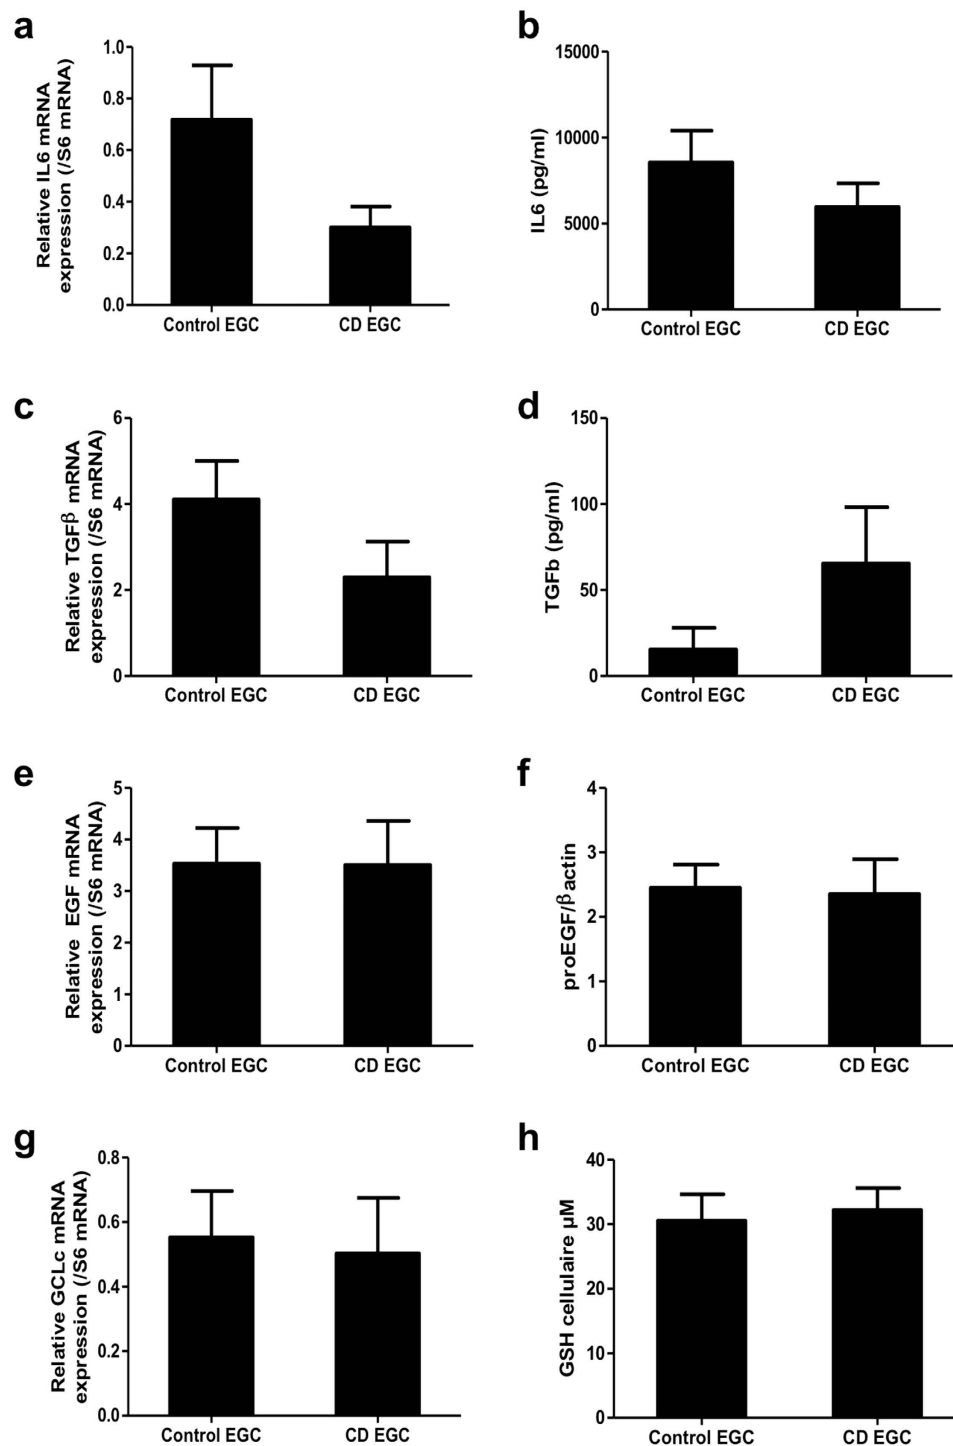 a
Relative IL6 mRNA
expression (/S6 mRNA)
1.0
0.8
0.6
0.4
0.2
0.0
Control EGC
CD EGC
b
IL6 (pg/ml)
15000
10000
5000
0
Control EGC
CD EGC
c
Relative TGFβ mRNA
expression (/S6 mRNA)
6
4
2
0
Control EGC
CD EGC
d
TGFb (pg/ml)
150
100
50
0
Control EGC
CD EGC
e
Relative EGF mRNA
expression (/S6 mRNA)
5
4
3
2
1
0
Control EGC
CD EGC
f
proEGF/βactin
4
3
2
1
0
Control EGC
CD EGC
g
Relative GCLc mRNA
expression (/S6 mRNA)
0.8
0.6
0.4
0.2
0.0
Control EGC
CD EGC
h
GSH cellulaire µM
40
30
20
10
0
Control EGC
CD EGC